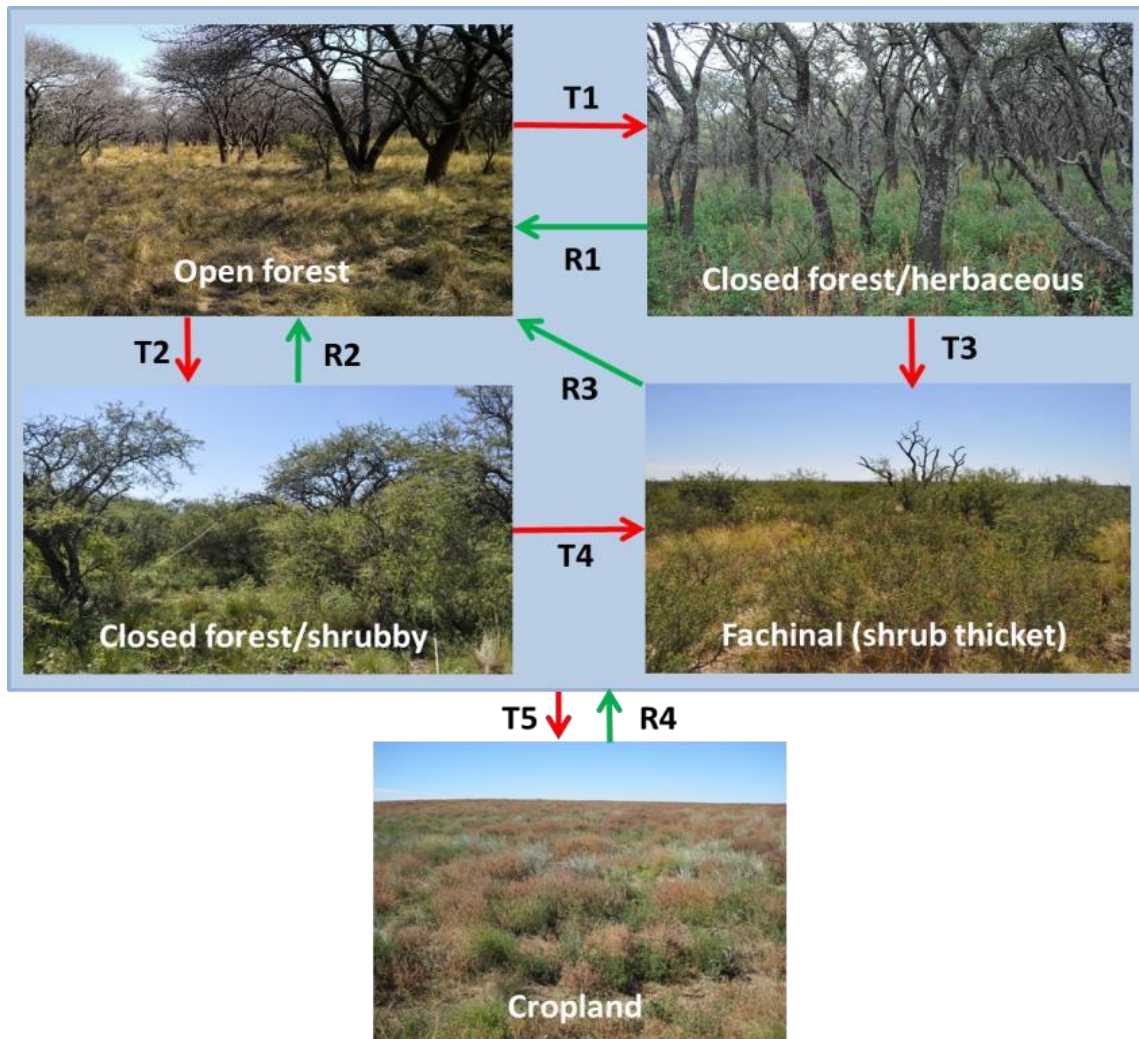 T1
R1
Open forest
Closed forest/herbaceous
T2
R2
R3
T3
T4
Closed forest/shrubby
Fachinal (shrub thicket)
T5
R4
Cropland